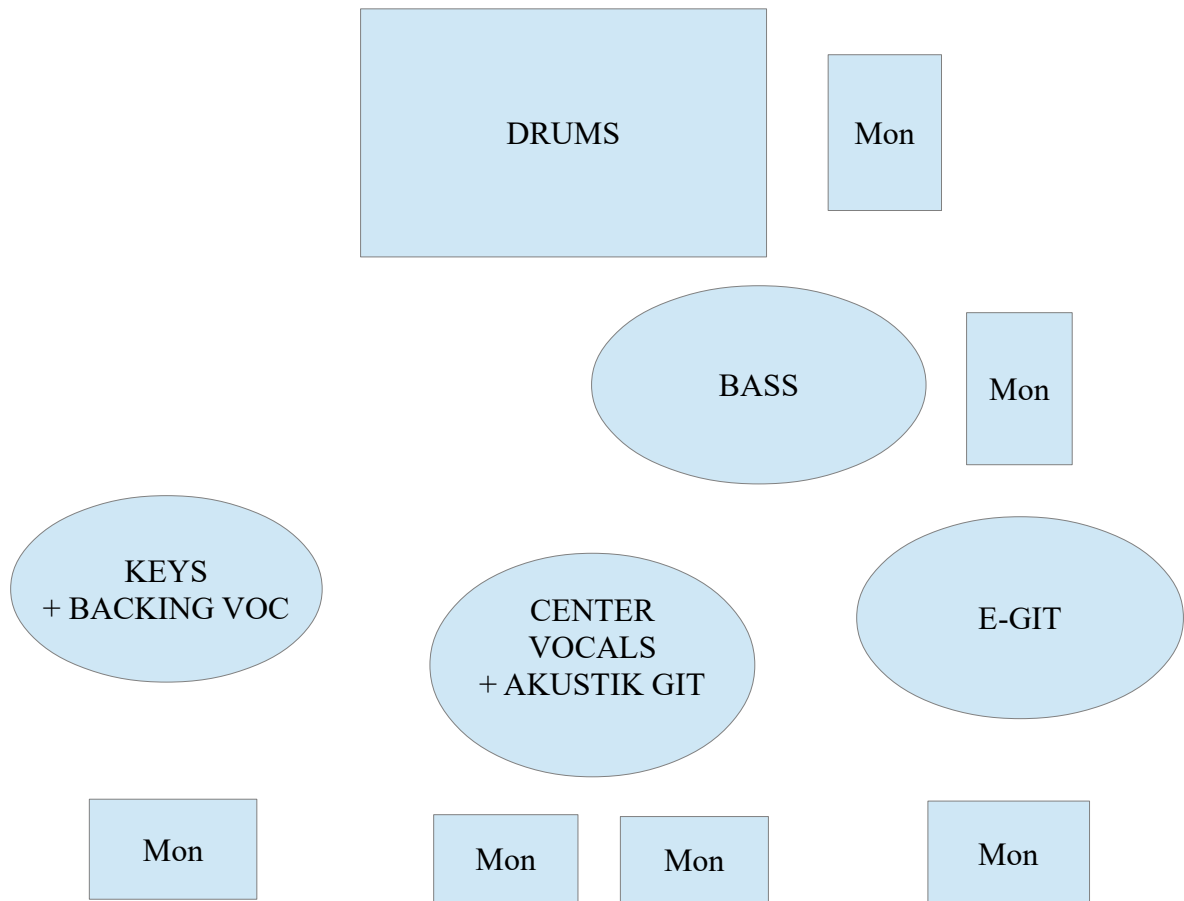 DRUMS
Mon
BASS
Mon
KEYS
+ BACKING VOC
CENTER
VOCALS
+ AKUSTIK GIT
E-GIT
Mon
Mon
Mon
Mon